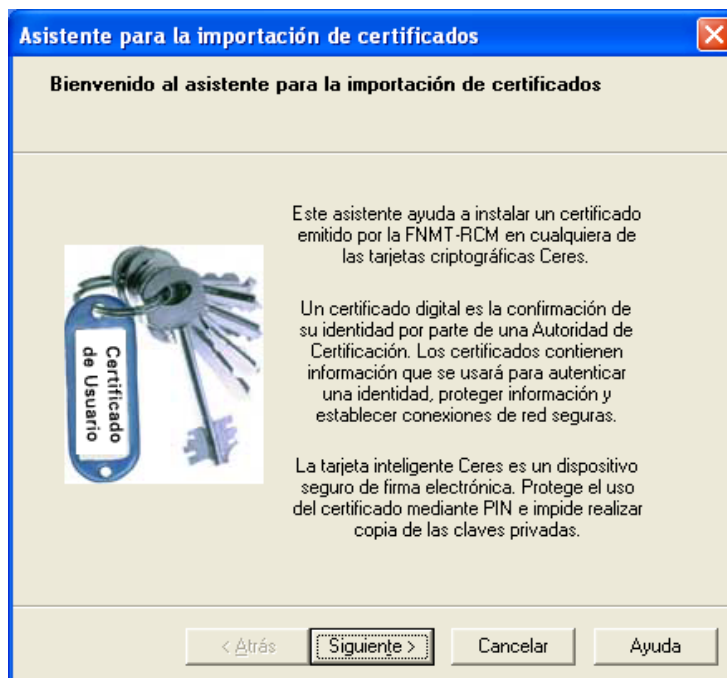 Asistente para la importación de certificados
Bienvenido al asistente para la importación de certificados
Este asistente ayuda a instalar un certificado
emitido por la FNMT-RCM en cualquiera de
las tarjetas criptográficas Ceres.
Certificado
de Usuario
Un certificado digital es la confirmación de
su identidad por parte de una Autoridad de
Certificación. Los certificados contienen
información que se usará para autenticar
una identidad, proteger información y
establecer conexiones de red seguras.
La tarjeta inteligente Ceres es un dispositivo
seguro de firma electrónica. Protege el uso
del certificado mediante PIN e impide realizar
copia de las claves privadas.
< Atrás
Siguiente >
Cancelar
Ayuda